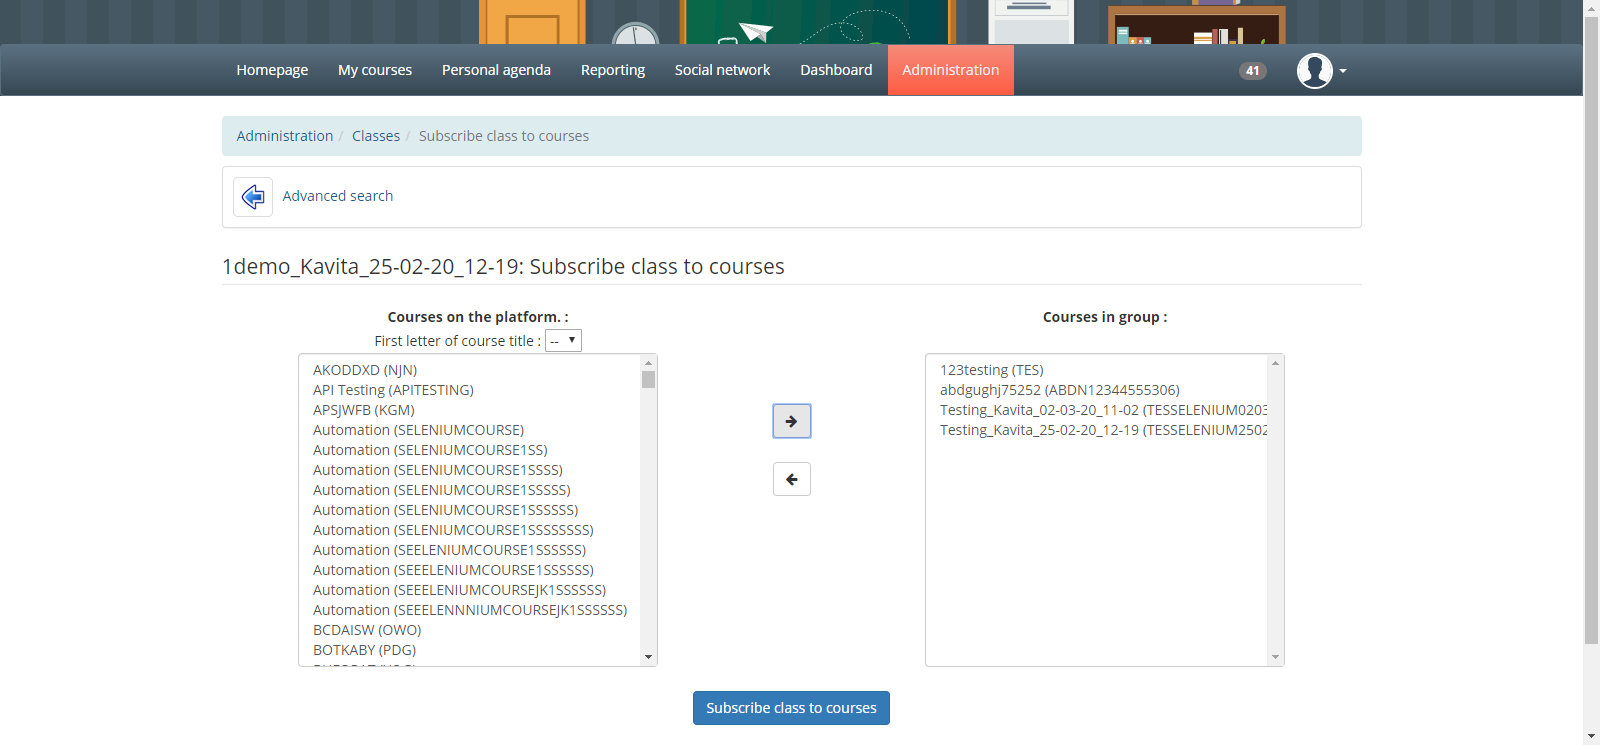 Homepage My courses Personal agenda Reporting Social network Dashboard Administration 41
Administration / Classes / Subscribe class to courses
Advanced search
1demo_Kavita_25-02-20_12-19: Subscribe class to courses
Courses on the platform. :
First letter of course title : --
AKODDXD (NJN)
API Testing (APITESTING)
APSJWFB (KGM)
Automation (SELENIUMCOURSE)
Automation (SELENIUMCOURSE1SS)
Automation (SELENIUMCOURSE1SSSS)
Automation (SELENIUMCOURSE1SSSSS)
Automation (SELENIUMCOURSE1SSSSSS)
Automation (SELENIUMCOURSE1SSSSSSSS)
Automation (SEELENIUMCOURSE1SSSSSS)
Automation (SEEELENIUMCOURSE1SSSSSS)
Automation (SEEELENIUMCOURSEJK1SSSSSS)
Automation (SEEELENNNIUMCOURSEJK1SSSSSS)
BCDAISW (OWO)
BOTKABY (PDG)
Courses in group :
123testing (TES)
abdgughj75252 (ABDN12344555306)
Testing_Kavita_02-03-20_11-02 (TESSELENIUM0203
Testing_Kavita_25-02-20_12-19 (TESSELENIUM2502
Subscribe class to courses